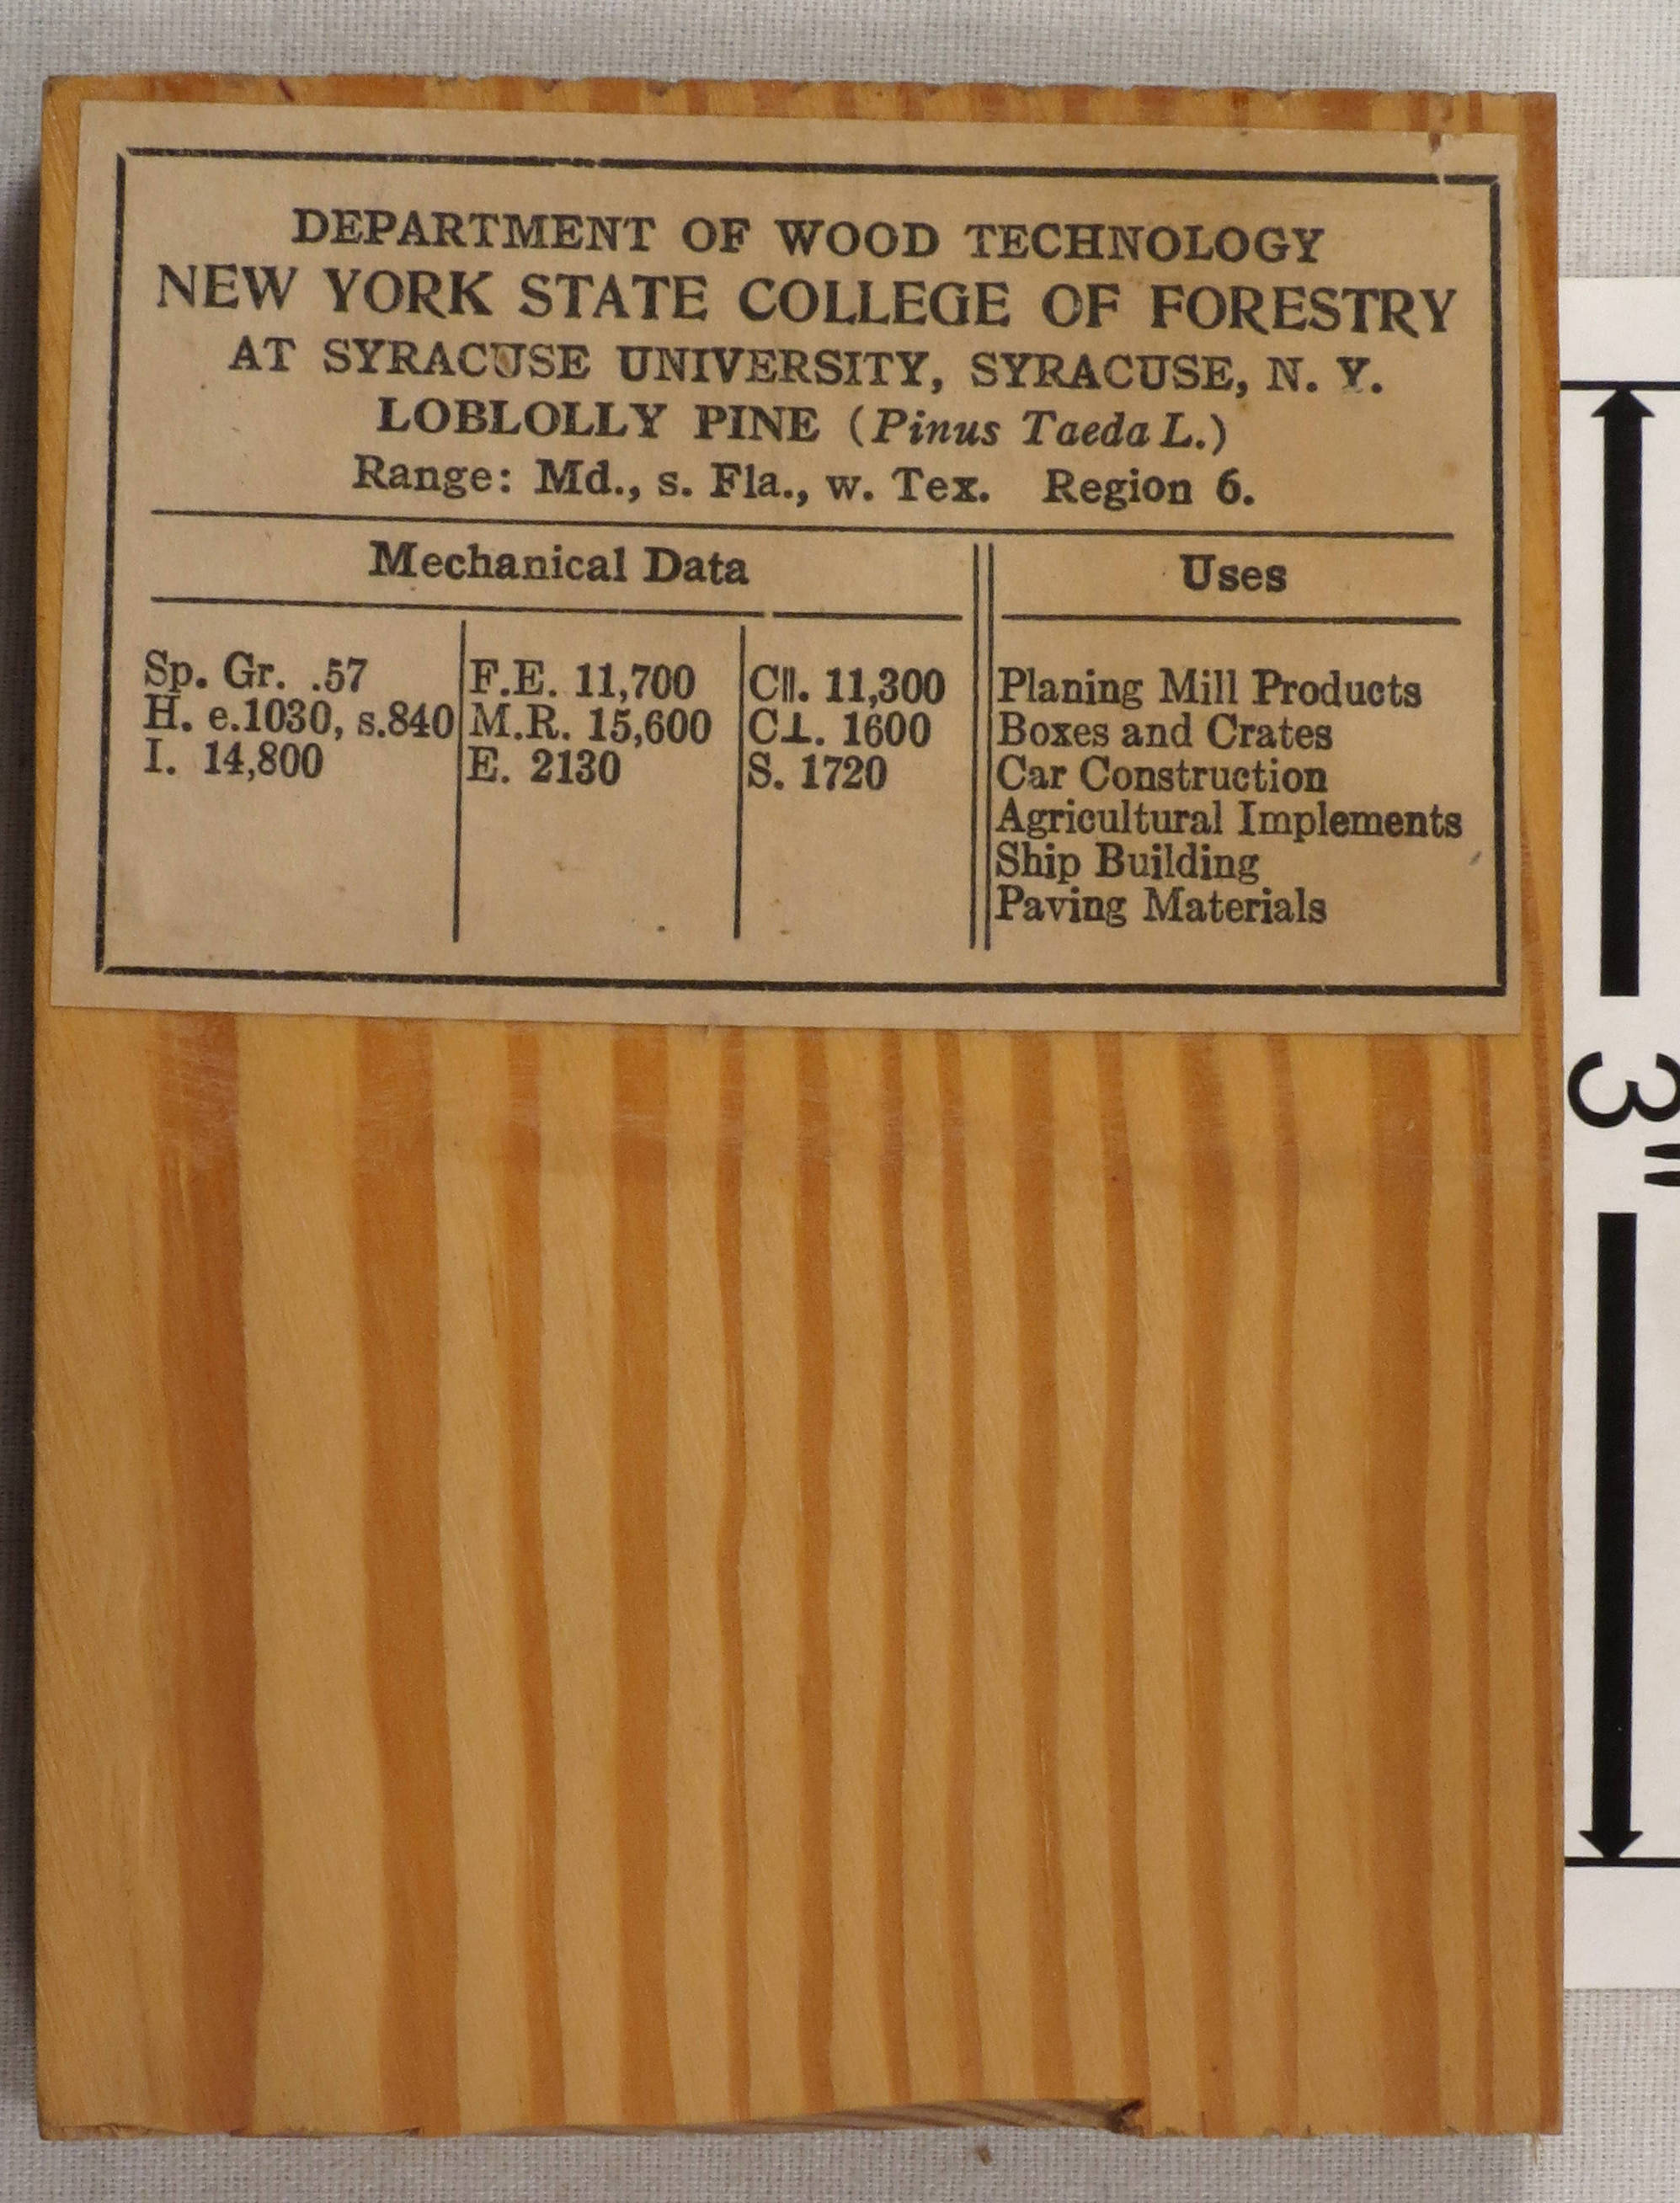 DEPARTMENT OF WOOD TECHNOLOGY
NEW YORK STATE COLLEGE OF FORESTRY
AT SYRACUSE UNIVERSITY, SYRACUSE, N. Y.
LOBLOLLY PINE (Pinus Taeda L.)
Range: Md., s. Fla., w. Tex. Region 6.
Mechanical Data
Sp. Gr. .57
H. e.1030, s.840
I. 14,800
F.E. 11,700
M.R. 15,600
E. 2130
C∥. 11,300
C⊥. 1600
S. 1720
Uses
Planing Mill Products
Boxes and Crates
Car Construction
Agricultural Implements
Ship Building
Paving Materials
3"